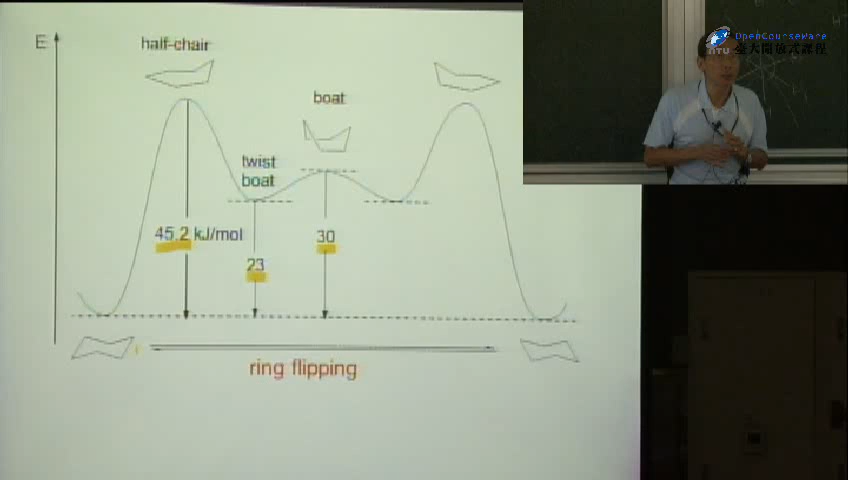 E
half-chair
boat
twist
boat
45.2 kJ/mol
23
30
ring flipping
OpenCourseWare
NTU
臺大開放式課程